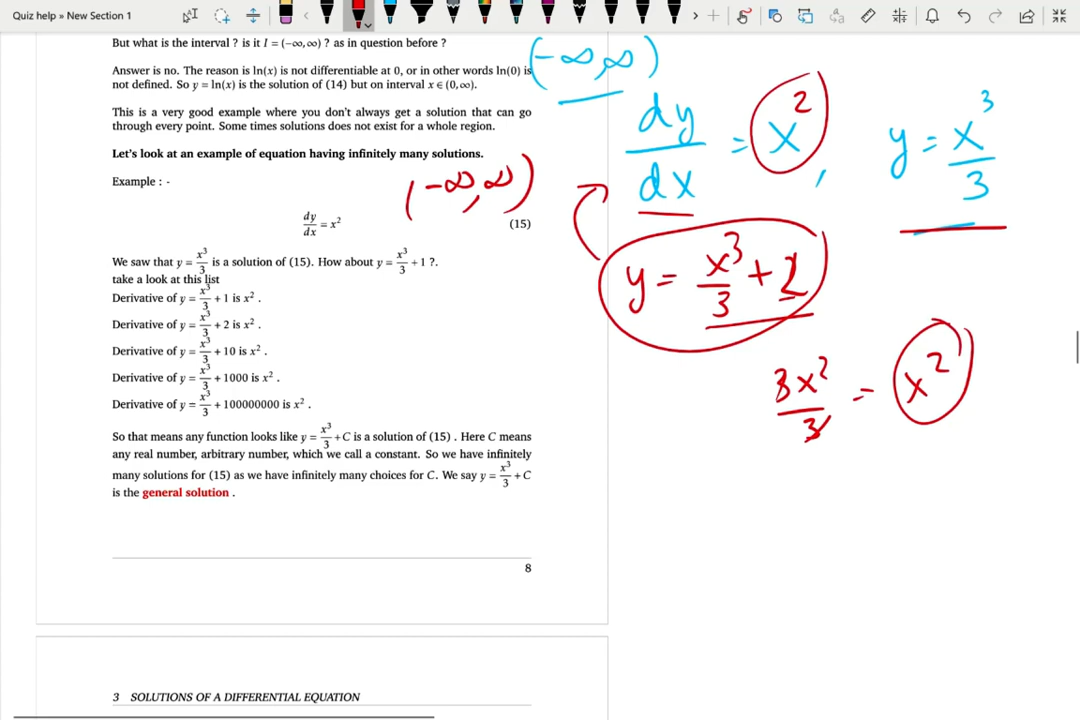 Quiz help » New Section 1
But what is the interval ? is it I = (−∞,∞) ? as in question before ?
Answer is no. The reason is ln(x) is not differentiable at 0, or in other words ln(0) is
not defined. So y = ln(x) is the solution of (14) but on interval x ∈ (0,∞).
This is a very good example where you don't always get a solution that can go
through every point. Some times solutions does not exist for a whole region.
Let's look at an example of equation having infinitely many solutions.
Example : -
dy/dx = x² (15)
We saw that y = x³/3 is a solution of (15). How about y = x³/3 + 1 ?.
take a look at this list
Derivative of y = x³/3 + 1 is x² .
Derivative of y = x³/3 + 2 is x² .
Derivative of y = x³/3 + 10 is x² .
Derivative of y = x³/3 + 1000 is x² .
Derivative of y = x³/3 + 100000000 is x² .
So that means any function looks like y = x³/3 + C is a solution of (15) . Here C means
any real number, arbitrary number, which we call a constant. So we have infinitely
many solutions for (15) as we have infinitely many choices for C. We say y = x³/3 + C
is the general solution .
8
3 SOLUTIONS OF A DIFFERENTIAL EQUATION
(−∞,∞)
dy/dx = x² , y = x³/3
(−∞,∞)
y = x³/3 + 2
3x²/3 = x²